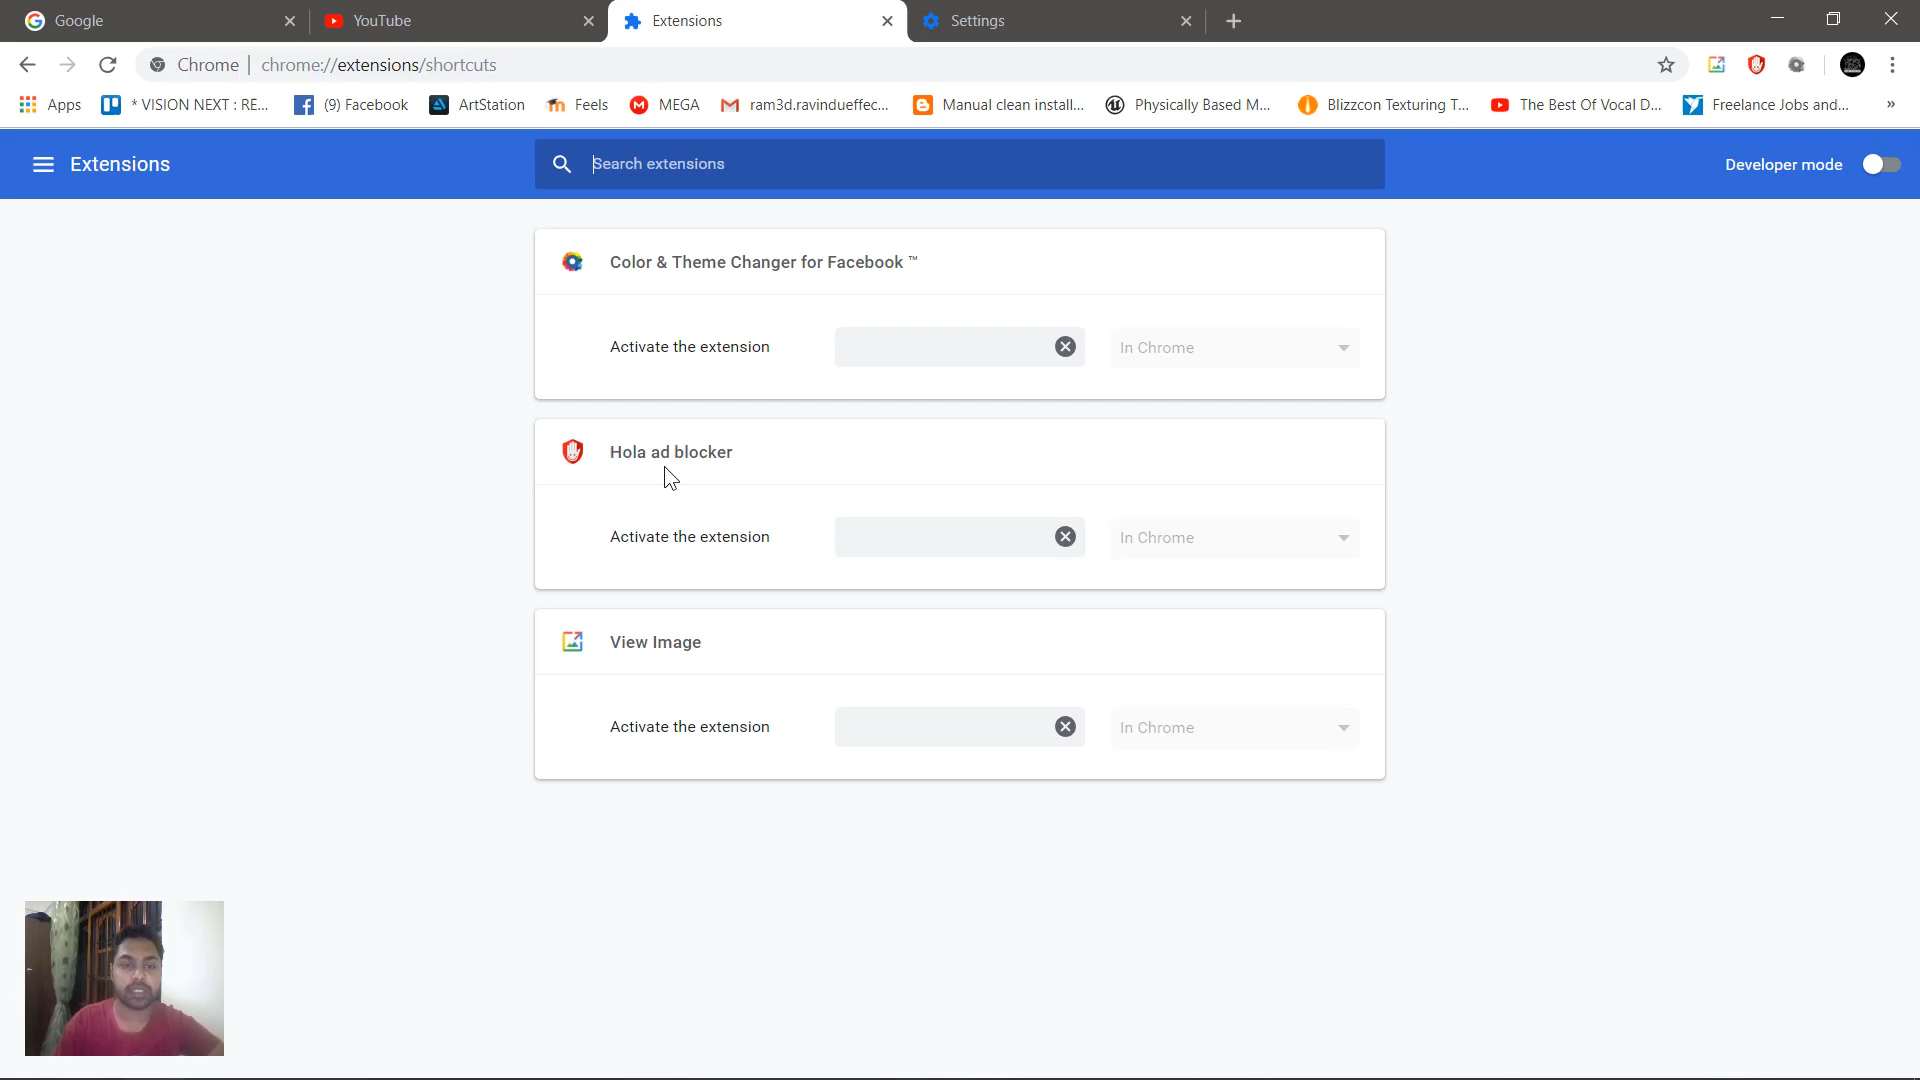 Google
YouTube
Extensions
Settings
Chrome | chrome://extensions/shortcuts
Apps
* VISION NEXT : RE...
(9) Facebook
ArtStation
Feels
MEGA
ram3d.ravindueffec...
Manual clean install...
Physically Based M...
Blizzcon Texturing T...
The Best Of Vocal D...
Freelance Jobs and...
»
Extensions
Search extensions
Developer mode
Color & Theme Changer for Facebook ™
Activate the extension
In Chrome
Hola ad blocker
Activate the extension
In Chrome
View Image
Activate the extension
In Chrome